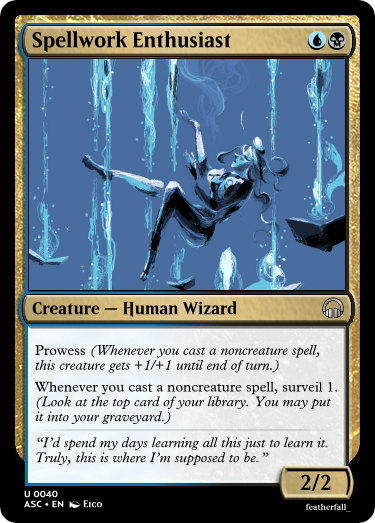 Spellwork Enthusiast
Creature — Human Wizard
Prowess (Whenever you cast a noncreature spell,
this creature gets +1/+1 until end of turn.)
Whenever you cast a noncreature spell, surveil 1.
(Look at the top card of your library. You may put
it into your graveyard.)
“I'd spend my days learning all this just to learn it.
Truly, this is where I'm supposed to be.”
2/2
U 0040
ASC • EN Eico
featherfall_